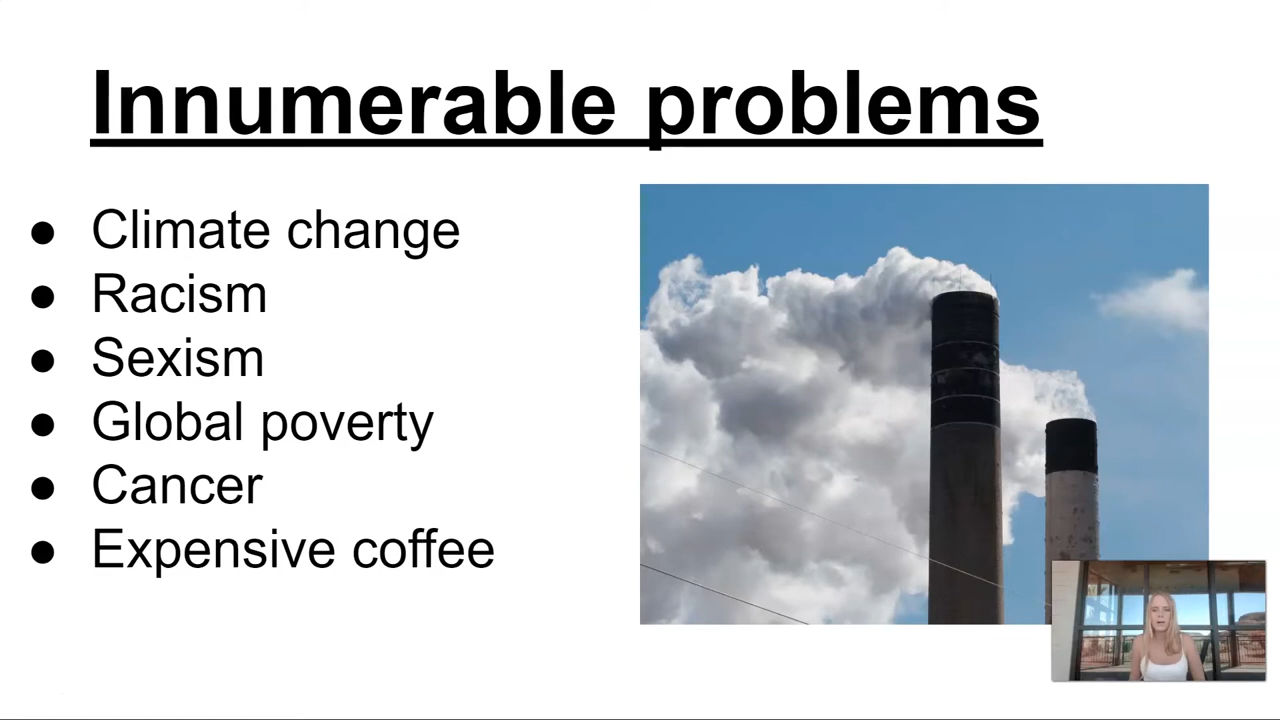 Innumerable problems
● Climate change
● Racism
● Sexism
● Global poverty
● Cancer
● Expensive coffee